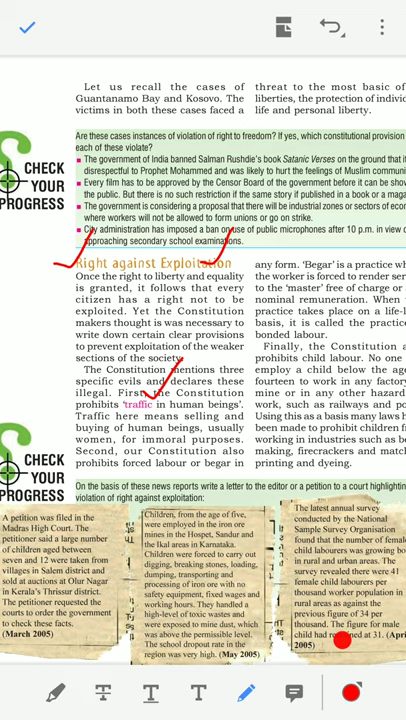 Let us recall the cases of
Guantanamo Bay and Kosovo. The
victims in both these cases faced a
threat to the most basic of
liberties, the protection of
life and personal liberty.
CHECK
YOUR
PROGRESS
Are these cases instances of violation of right to freedom? If yes, which constitutional provision
each of these violate?
The government of India banned Salman Rushdie's book Satanic Verses on the ground that it
disrespectful to Prophet Mohammed and was likely to hurt the feelings of Muslim
Every film has to be approved by the Censor Board of the government before it can be
the public. But there is no such restriction if the same story if published in a book or a
The government is considering a proposal that there will be industrial zones or sectors of
where workers will not be allowed to form unions or go on strike.
City administration has imposed a ban on use of public microphones after 10 p.m. in view
approaching secondary school examinations.
Right against Exploitation
Once the right to liberty and equality
is granted, it follows that every
citizen has a right not to be
exploited. Yet the Constitution
makers thought is was necessary to
write down certain clear provisions
to prevent exploitation of the weaker
sections of the society.
The Constitution mentions three
specific evils and declares these
illegal. First, the Constitution
prohibits 'traffic in human beings'.
Traffic here means selling and
buying of human beings, usually
women, for immoral purposes.
Second, our Constitution also
prohibits forced labour or begar in
any form. 'Begar' is a practice
the worker is forced to render
to the 'master' free of charge or
nominal remuneration. When
practice takes place on a
basis, it is called the practice
bonded labour.
Finally, the Constitution
prohibits child labour. No one
employ a child below the age
fourteen to work in any factory
mine or in any other
work, such as railways and
Using this as a basis many laws
been made to prohibit children
working in industries such as
making, firecrackers and
printing and dyeing.
CHECK
YOUR
PROGRESS
On the basis of these news reports write a letter to the editor or a petition to a court highlighting
violation of right against exploitation:
A petition was filed in the
Madras High Court. The
petitioner said a large number
of children aged between
seven and 12 were taken from
villages in Salem district and
sold at auctions at Olur Nagar
in Kerala's Thrissur district.
The petitioner requested the
courts to order the government
to check these facts.
(March 2005)
Children, from the age of five,
were employed in the iron ore
mines in the Hospet, Sandur and
the Ikal areas in Karnataka.
Children were forced to carry out
digging, breaking stones, loading,
dumping, transporting and
processing of iron ore with no
safety equipment, fixed wages and
working hours. They handled a
high-level of toxic wastes and
were exposed to mine dust, which
was above the permissible level.
The school dropout rate in the
region was very high. (May 2005)
The latest annual survey
conducted by the National
Sample Survey Organisation
found that the number of female
child labourers was growing both
in rural and urban areas. The
survey revealed there were 41
female child labourers per
thousand worker population in
rural areas as against the
previous figure of 34 per
thousand. The figure for male
child had remained at 31. (April
2005)
T T T